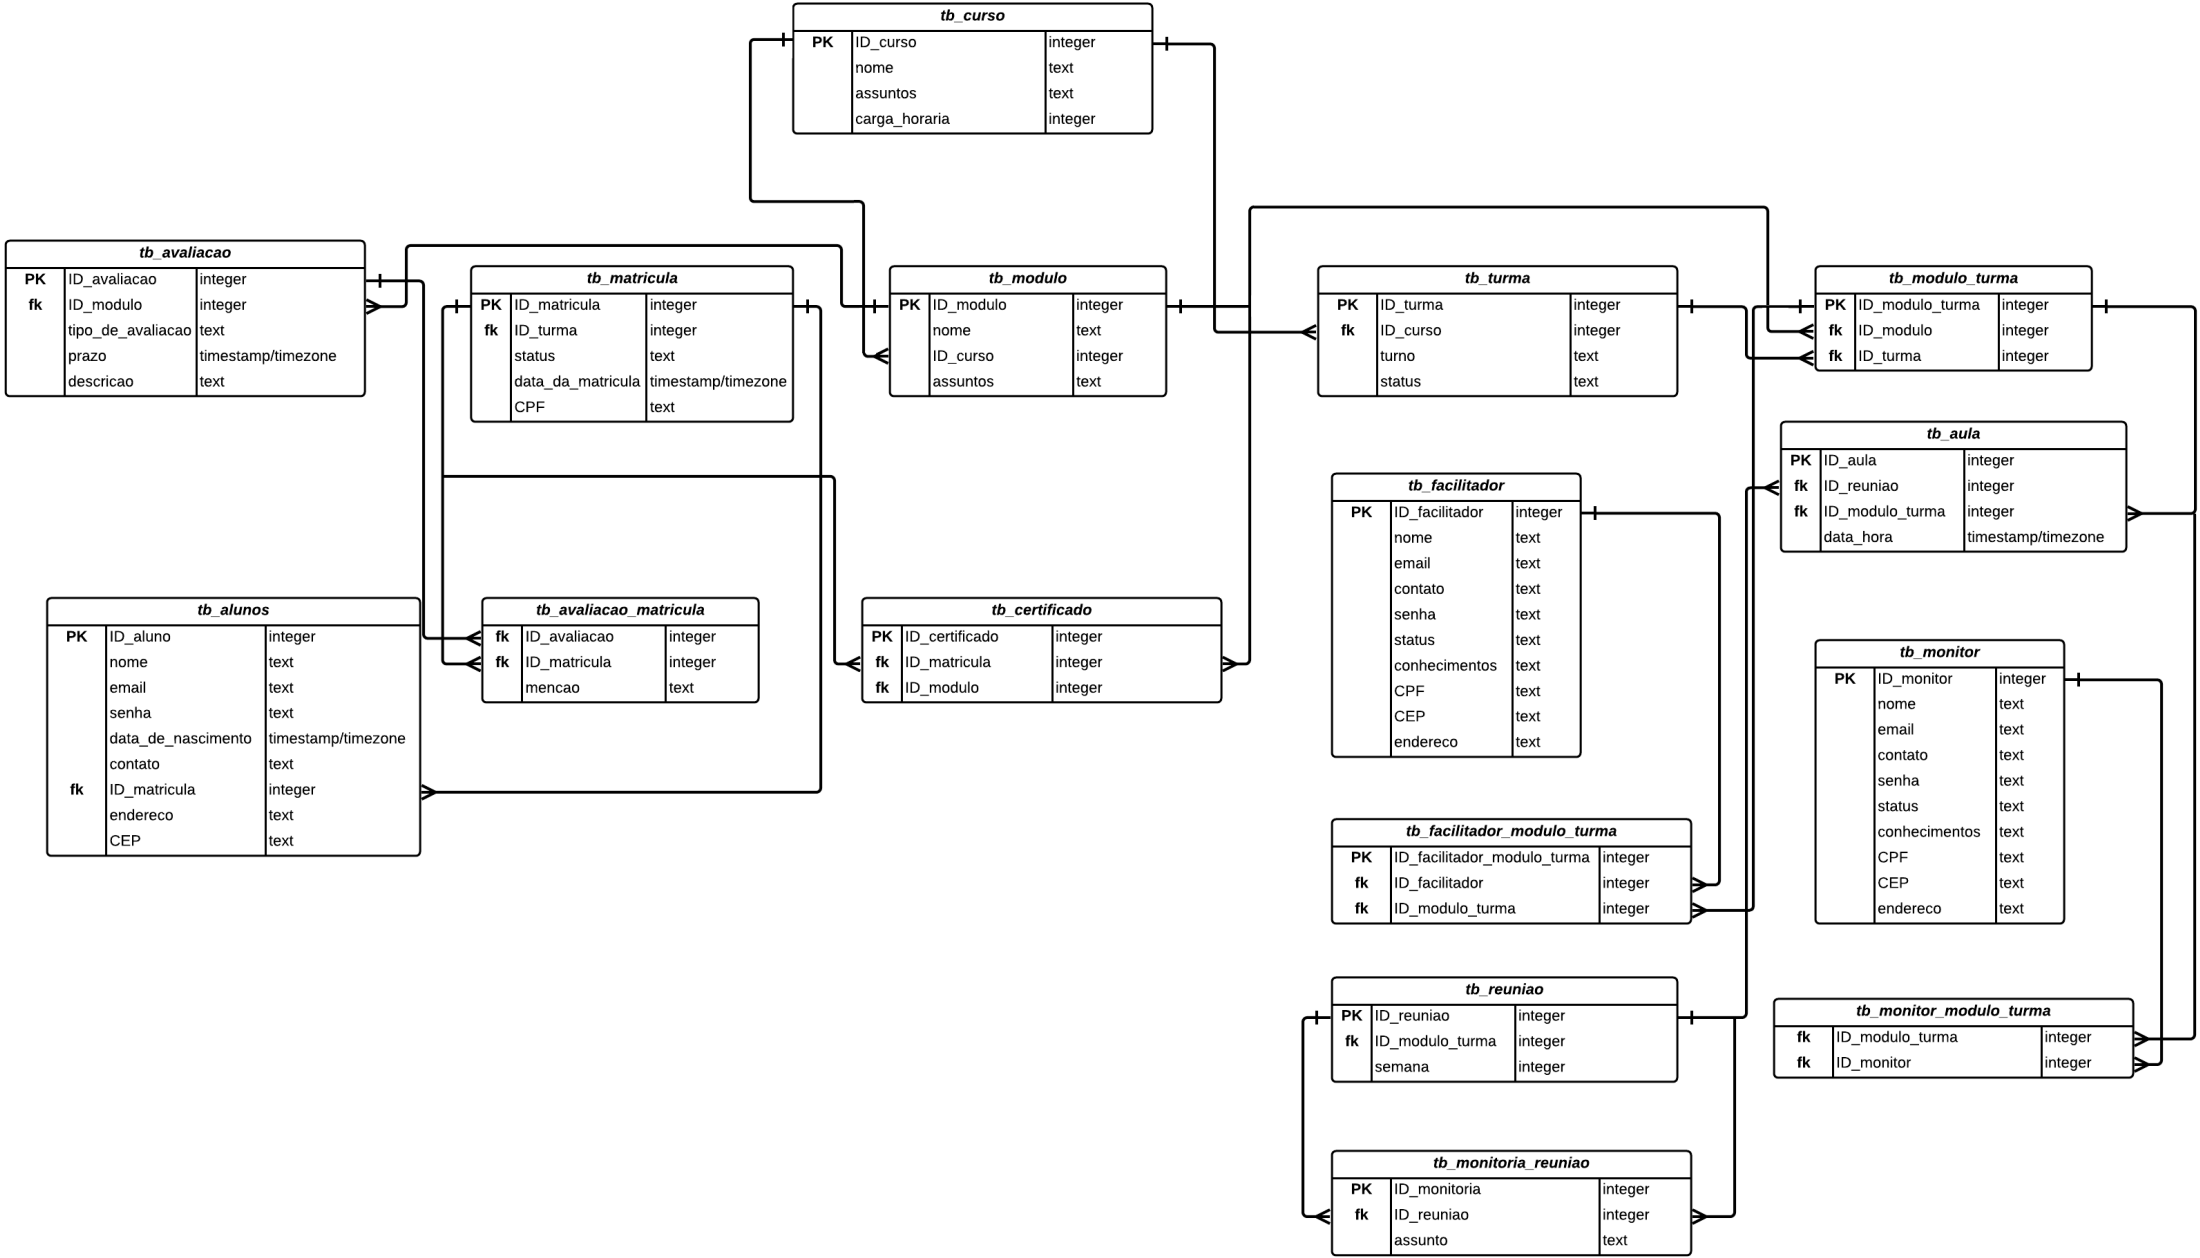 tb_curso
PK ID_curso integer
nome text
assuntos text
carga_horaria integer
tb_avaliacao
PK ID_avaliacao integer
fk ID_modulo integer
tipo_de_avaliacao text
prazo timestamp/timezone
descricao text
tb_matricula
PK ID_matricula integer
fk ID_turma integer
status text
data_da_matricula timestamp/timezone
CPF text
tb_modulo
PK ID_modulo integer
nome text
ID_curso integer
assuntos text
tb_turma
PK ID_turma integer
fk ID_curso integer
turno text
status text
tb_modulo_turma
PK ID_modulo_turma integer
fk ID_modulo integer
fk ID_turma integer
tb_aula
PK ID_aula integer
fk ID_reuniao integer
fk ID_modulo_turma integer
data_hora timestamp/timezone
tb_facilitador
PK ID_facilitador integer
nome text
email text
contato text
senha text
status text
conhecimentos text
CPF text
CEP text
endereco text
tb_alunos
PK ID_aluno integer
nome text
email text
senha text
data_de_nascimento timestamp/timezone
contato text
fk ID_matricula integer
endereco text
CEP text
tb_avaliacao_matricula
fk ID_avaliacao integer
fk ID_matricula integer
mencao text
tb_certificado
PK ID_certificado integer
fk ID_matricula integer
fk ID_modulo integer
tb_monitor
PK ID_monitor integer
nome text
email text
contato text
senha text
status text
conhecimentos text
CPF text
CEP text
endereco text
tb_facilitador_modulo_turma
PK ID_facilitador_modulo_turma integer
fk ID_facilitador integer
fk ID_modulo_turma integer
tb_reuniao
PK ID_reuniao integer
fk ID_modulo_turma integer
semana integer
tb_monitor_modulo_turma
fk ID_modulo_turma integer
fk ID_monitor integer
tb_monitoria_reuniao
PK ID_monitoria integer
fk ID_reuniao integer
assunto text